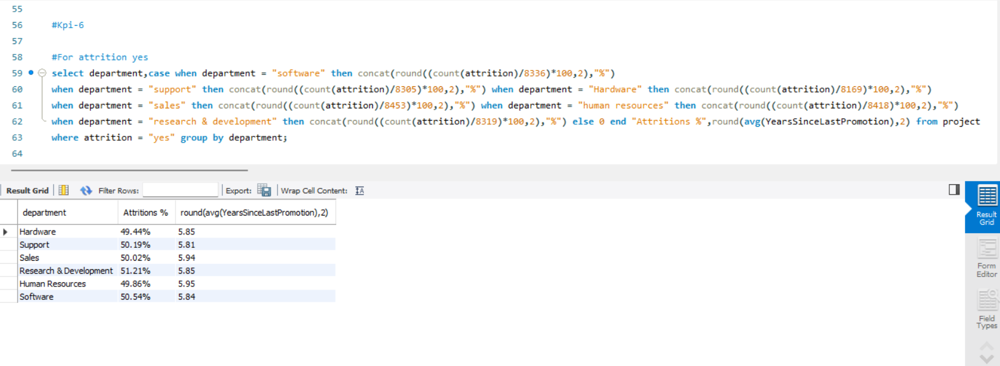 55
56 #Kpi-6
57
58 #For attrition yes
59 select department,case when department = "software" then concat(round((count(attrition)/8336)*100,2),"%")
60 when department = "support" then concat(round((count(attrition)/8305)*100,2),"%") when department = "Hardware" then concat(round((count(attrition)/8169)*100,2),"%")
61 when department = "sales" then concat(round((count(attrition)/8453)*100,2),"%") when department = "human resources" then concat(round((count(attrition)/8418)*100,2),"%")
62 when department = "research & development" then concat(round((count(attrition)/8319)*100,2),"%") else 0 end "Attritions %",round(avg(YearsSinceLastPromotion),2) from project
63 where attrition = "yes" group by department;
64
Result Grid Filter Rows: Export: Wrap Cell Content: IA
department Attritions % round(avg(YearsSinceLastPromotion),2)
Hardware 49.44% 5.85
Support 50.19% 5.81
Sales 50.02% 5.94
Research & Development 51.21% 5.85
Human Resources 49.86% 5.95
Software 50.54% 5.84
Result
Grid
Form
Editor
Field
Types